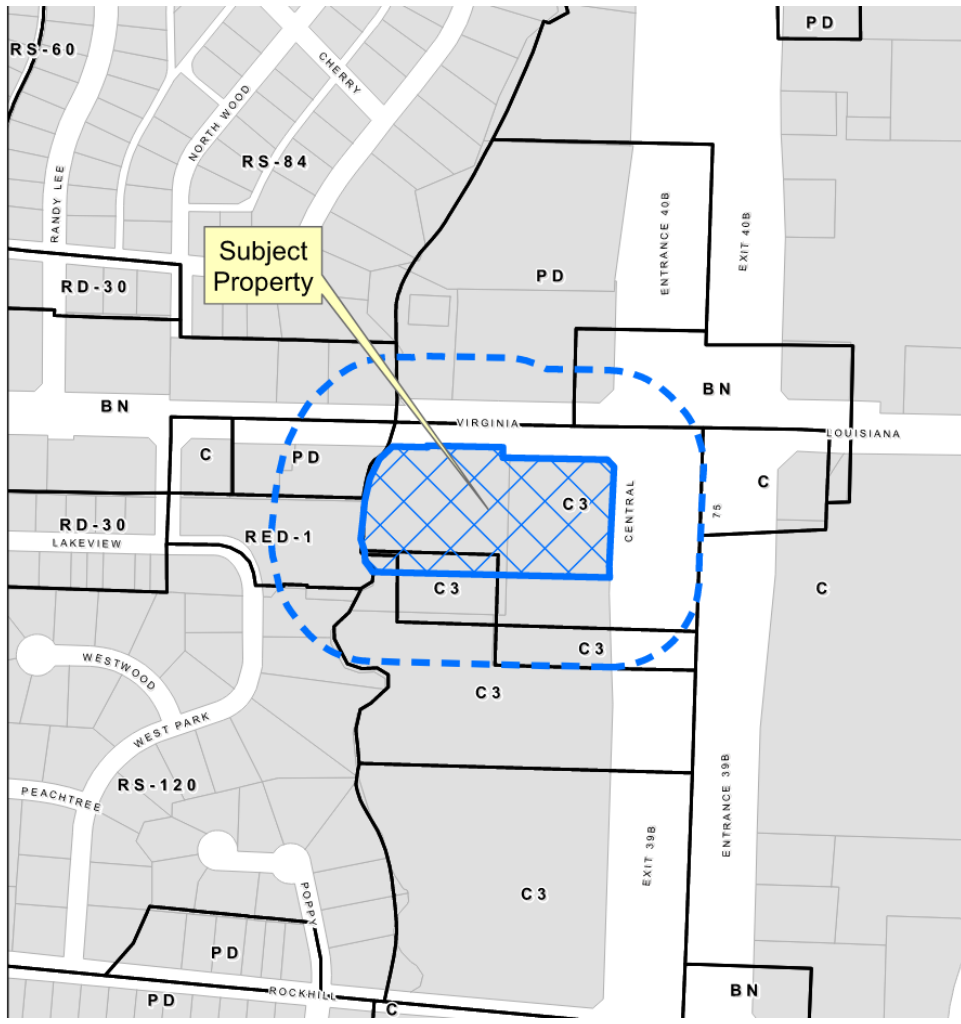 PD
RS-60
CHERRY
NORTH WOOD
RS-84
RANDY LEE
ENTRANCE 40B
EXIT 40B
Subject
Property
PD
RD-30
BN
BN
VIRGINIA
LOUISIANA
C
PD
C
C3
CENTRAL
75
RD-30
LAKEVIEW
RED-1
C3
C
C3
C3
WESTWOOD
WEST PARK
RS-120
PEACHTREE
ENTRANCE 39B
EXIT 39B
POPPY
C3
PD
ROCKHILL
PD
C
BN